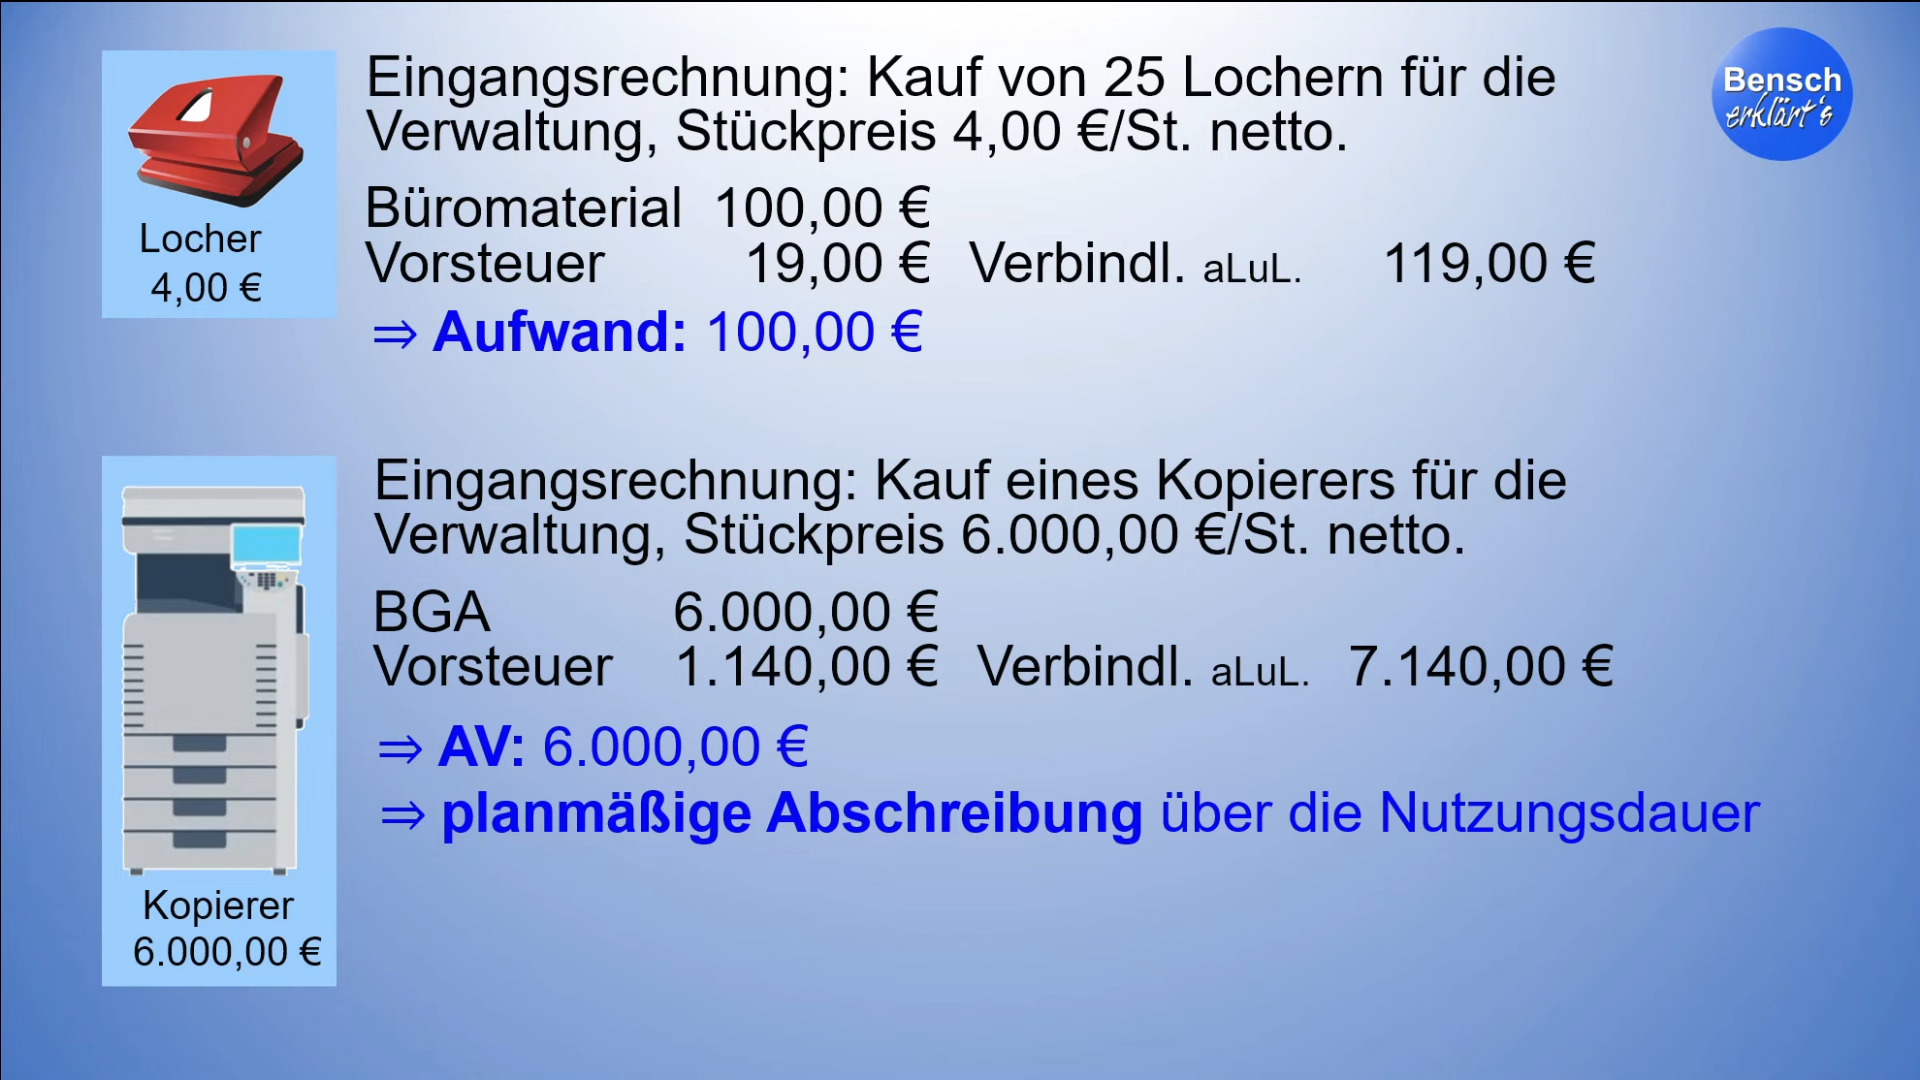 Eingangsrechnung: Kauf von 25 Lochern für die
Verwaltung, Stückpreis 4,00 €/St. netto.
Bensch
erklärt's
Locher
4,00 €
Büromaterial 100,00 €
Vorsteuer 19,00 € Verbindl. aLuL. 119,00 €
⇒ Aufwand: 100,00 €
Eingangsrechnung: Kauf eines Kopierers für die
Verwaltung, Stückpreis 6.000,00 €/St. netto.
BGA 6.000,00 €
Vorsteuer 1.140,00 € Verbindl. aLuL. 7.140,00 €
⇒ AV: 6.000,00 €
⇒ planmäßige Abschreibung über die Nutzungsdauer
Kopierer
6.000,00 €